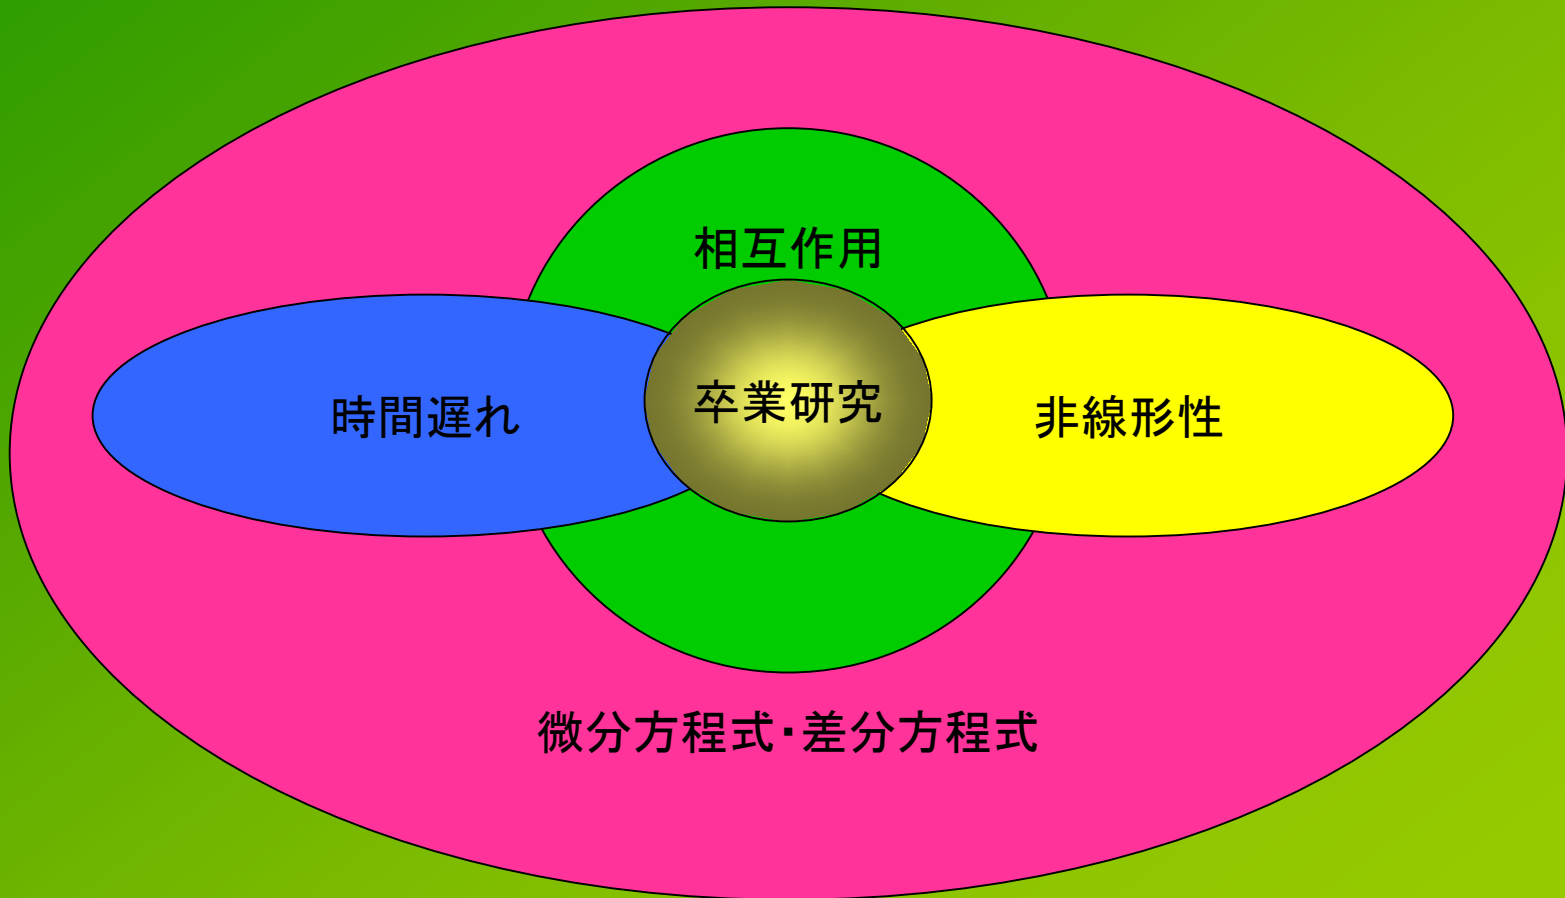 相互作用
時間遅れ
卒業研究
非線形性
微分方程式・差分方程式